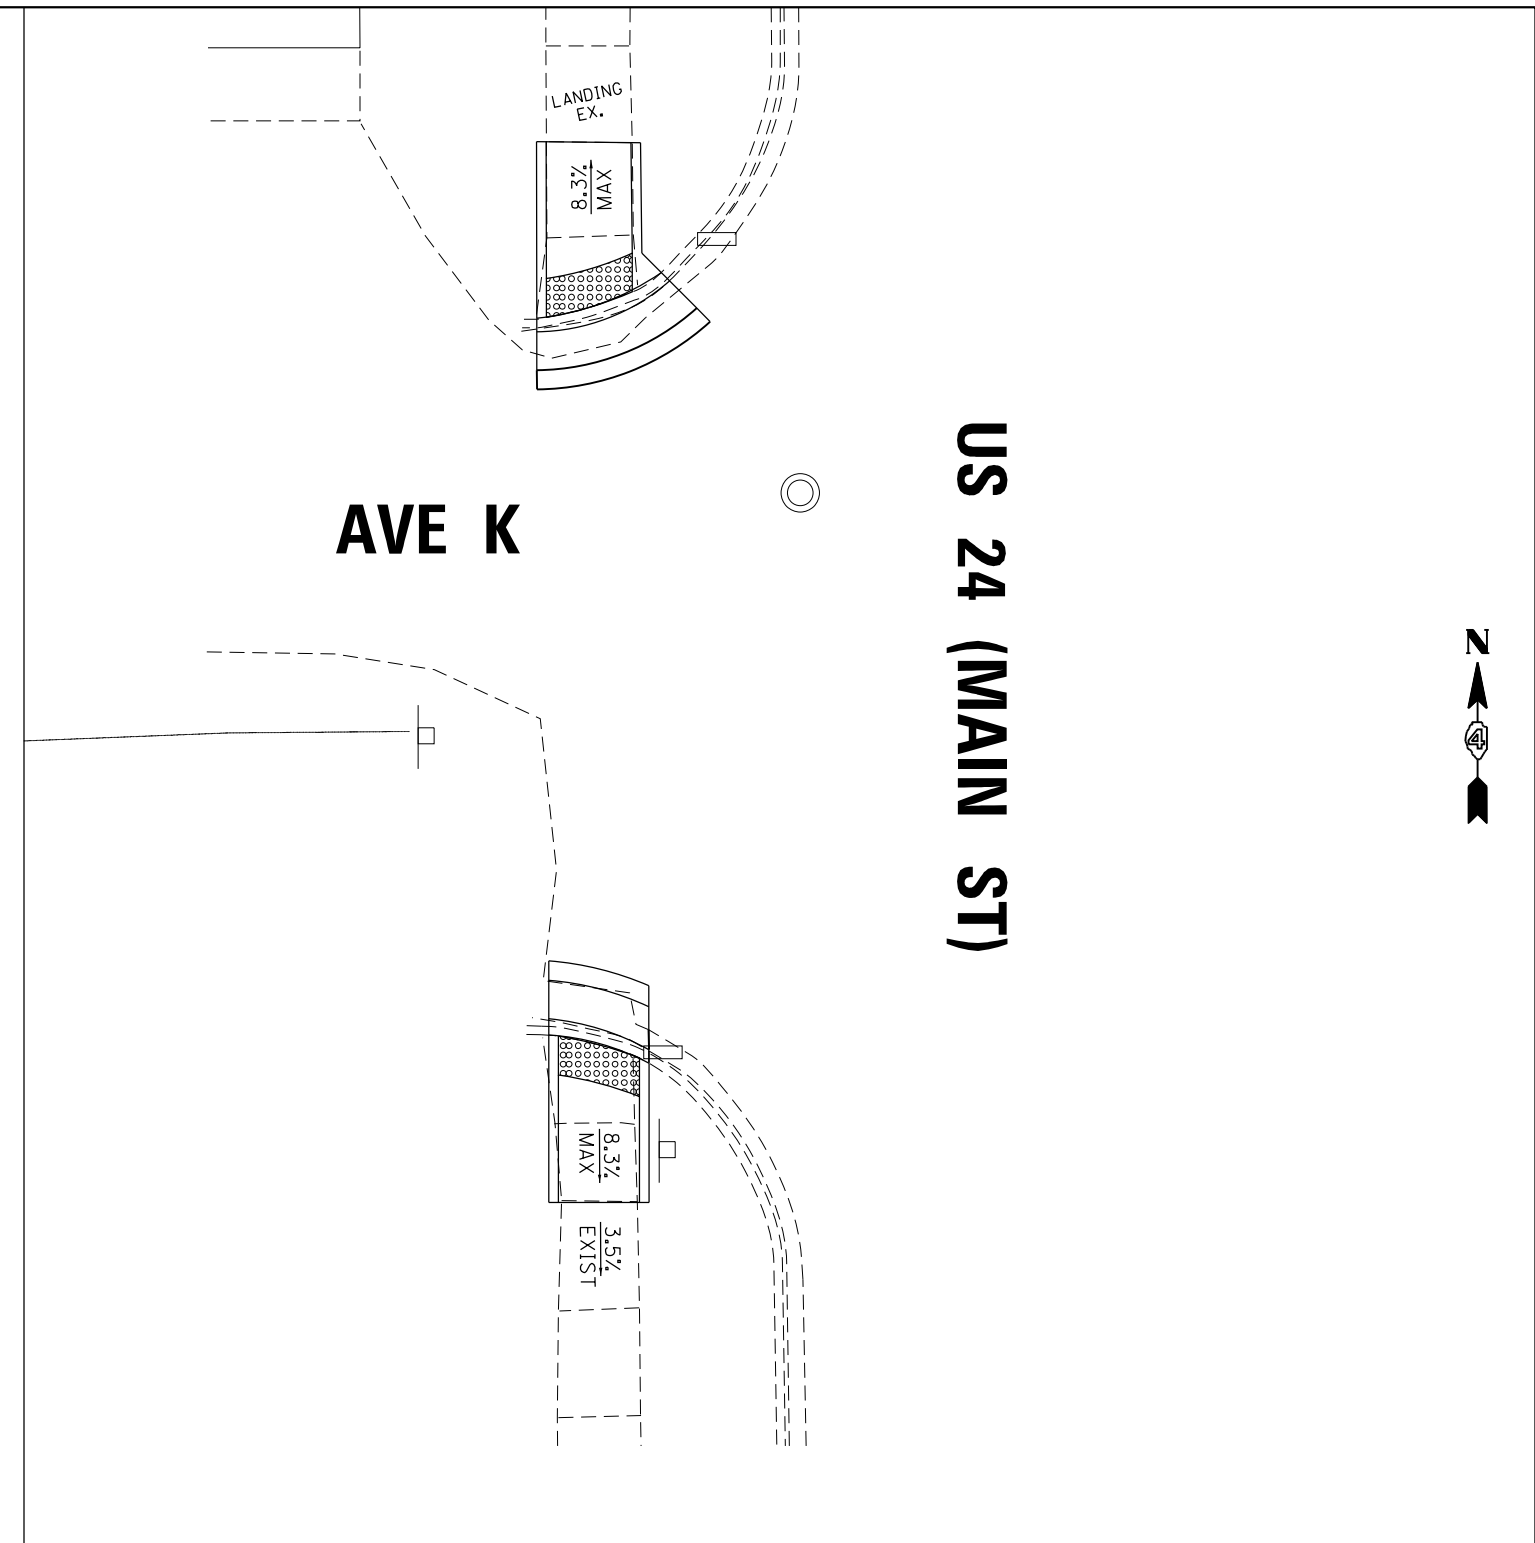 LANDING
EX.
8.3%
MAX
US 24 (MAIN ST)
AVE K
N
4
8.3%
MAX
3.5%
EXIST